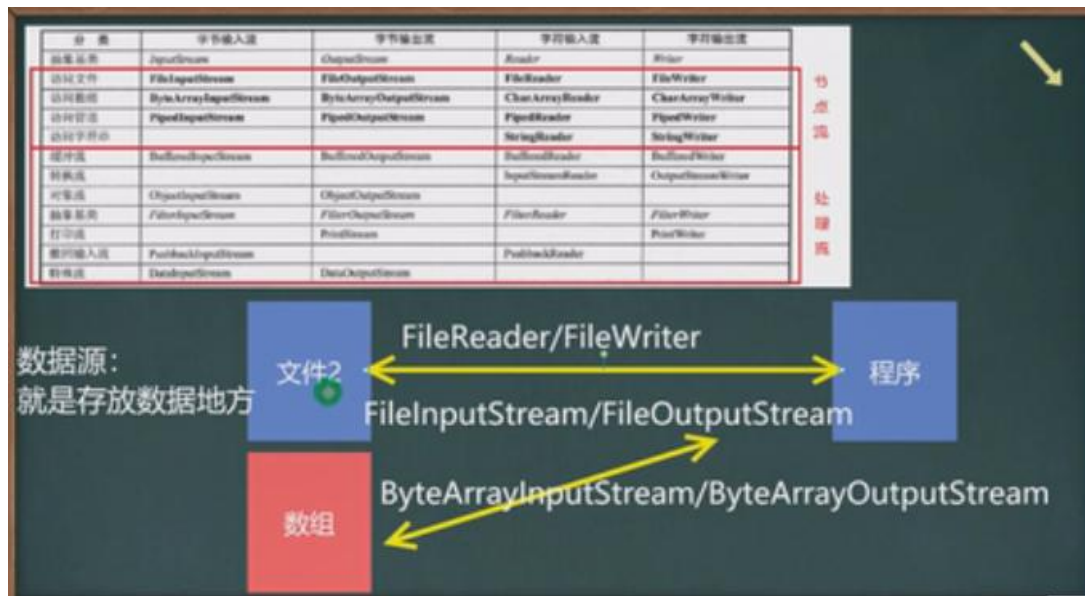 分 类 字节输入流 字节输出流 字符输入流 字符输出流
抽象基类 InputStream OutputStream Reader Writer
访问文件 FileInputStream FileOutputStream FileReader FileWriter
访问数组 ByteArrayInputStream ByteArrayOutputStream CharArrayReader CharArrayWriter
访问管道 PipedInputStream PipedOutputStream PipedReader PipedWriter
访问字符串 StringReader StringWriter
缓冲流 BufferedInputStream BufferedOutputStream BufferedReader BufferedWriter
转换流 InputStreamReader OutputStreamWriter
对象流 ObjectInputStream ObjectOutputStream
抽象基类 FilterInputStream FilterOutputStream FilterReader FilterWriter
打印流 PrintStream PrintWriter
推回输入流 PushbackInputStream PushbackReader
特殊流 DataInputStream DataOutputStream
节点流
处理流
数据源：
就是存放数据地方
文件2
FileReader/FileWriter
程序
FileInputStream/FileOutputStream
ByteArrayInputStream/ByteArrayOutputStream
数组